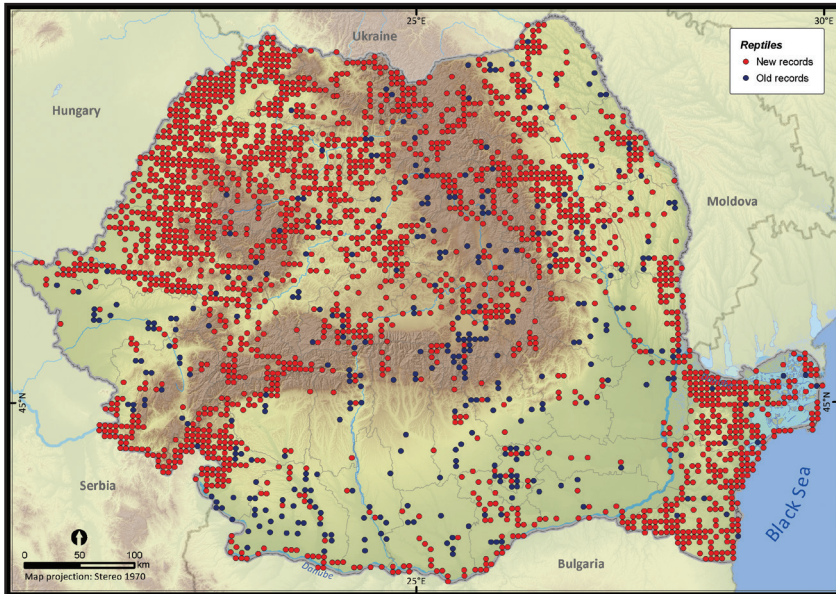 25°E
30°E
Ukraine
Reptiles
New records
Old records
Hungary
Moldova
45°N
45°N
Serbia
Black Sea
0 50 100
km
Map projection: Stereo 1970
Bulgaria
Danube
25°E